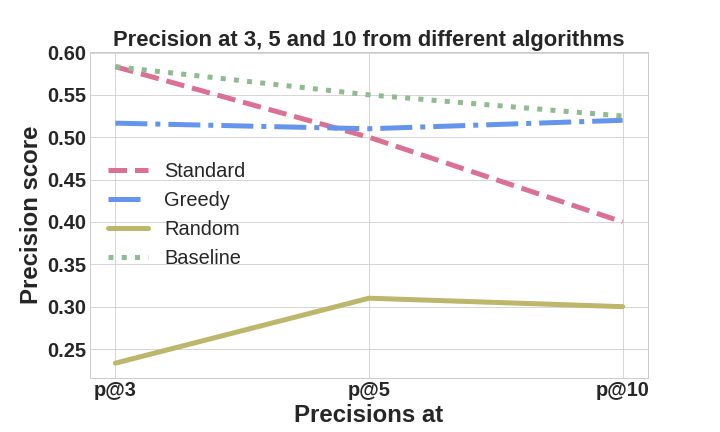 Precision at 3, 5 and 10 from different algorithms
0.60
0.55
0.50
0.45
0.40
0.35
0.30
0.25
Precision score
Standard
Greedy
Random
Baseline
p@3 p@5 p@10
Precisions at